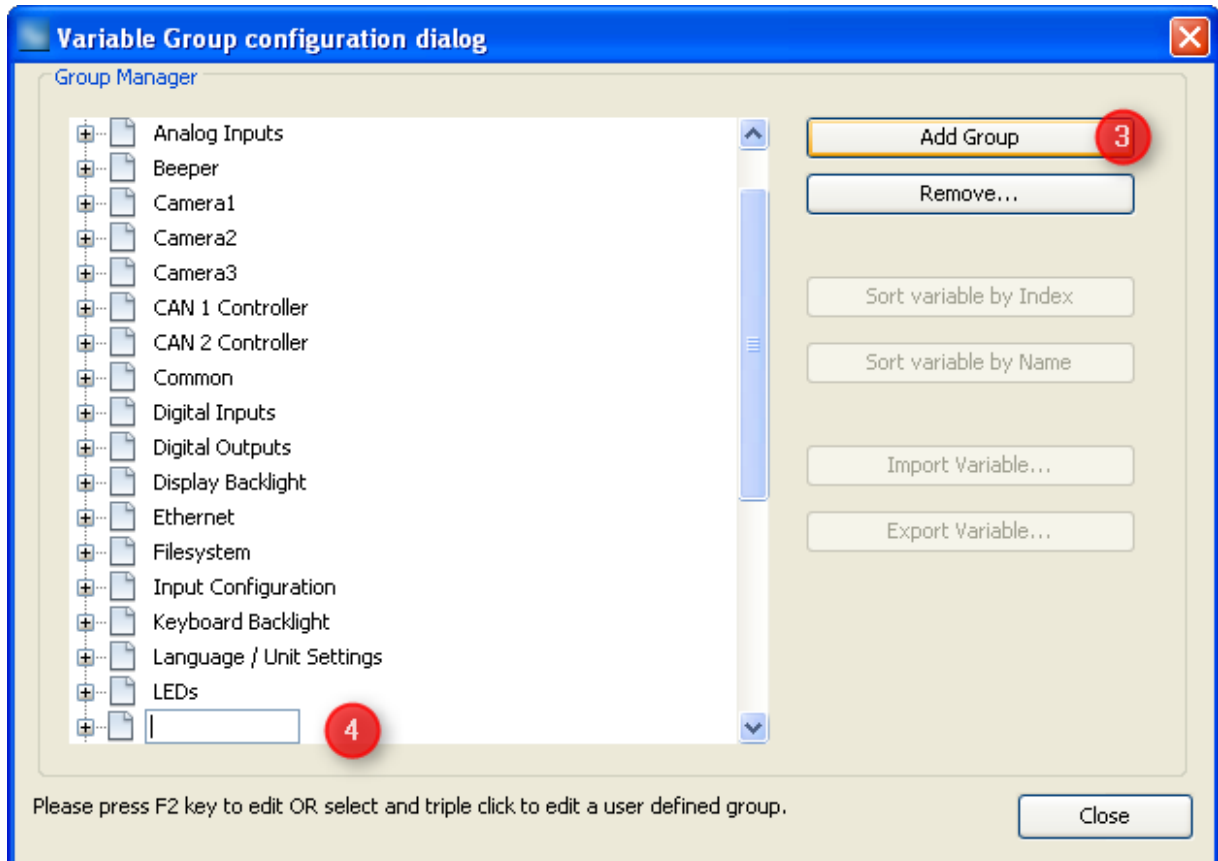 Variable Group configuration dialog
Group Manager
Analog Inputs
Beeper
Camera1
Camera2
Camera3
CAN 1 Controller
CAN 2 Controller
Common
Digital Inputs
Digital Outputs
Display Backlight
Ethernet
Filesystem
Input Configuration
Keyboard Backlight
Language / Unit Settings
LEDs
4
Add Group 3
Remove...
Sort variable by Index
Sort variable by Name
Import Variable...
Export Variable...
Please press F2 key to edit OR select and triple click to edit a user defined group.
Close